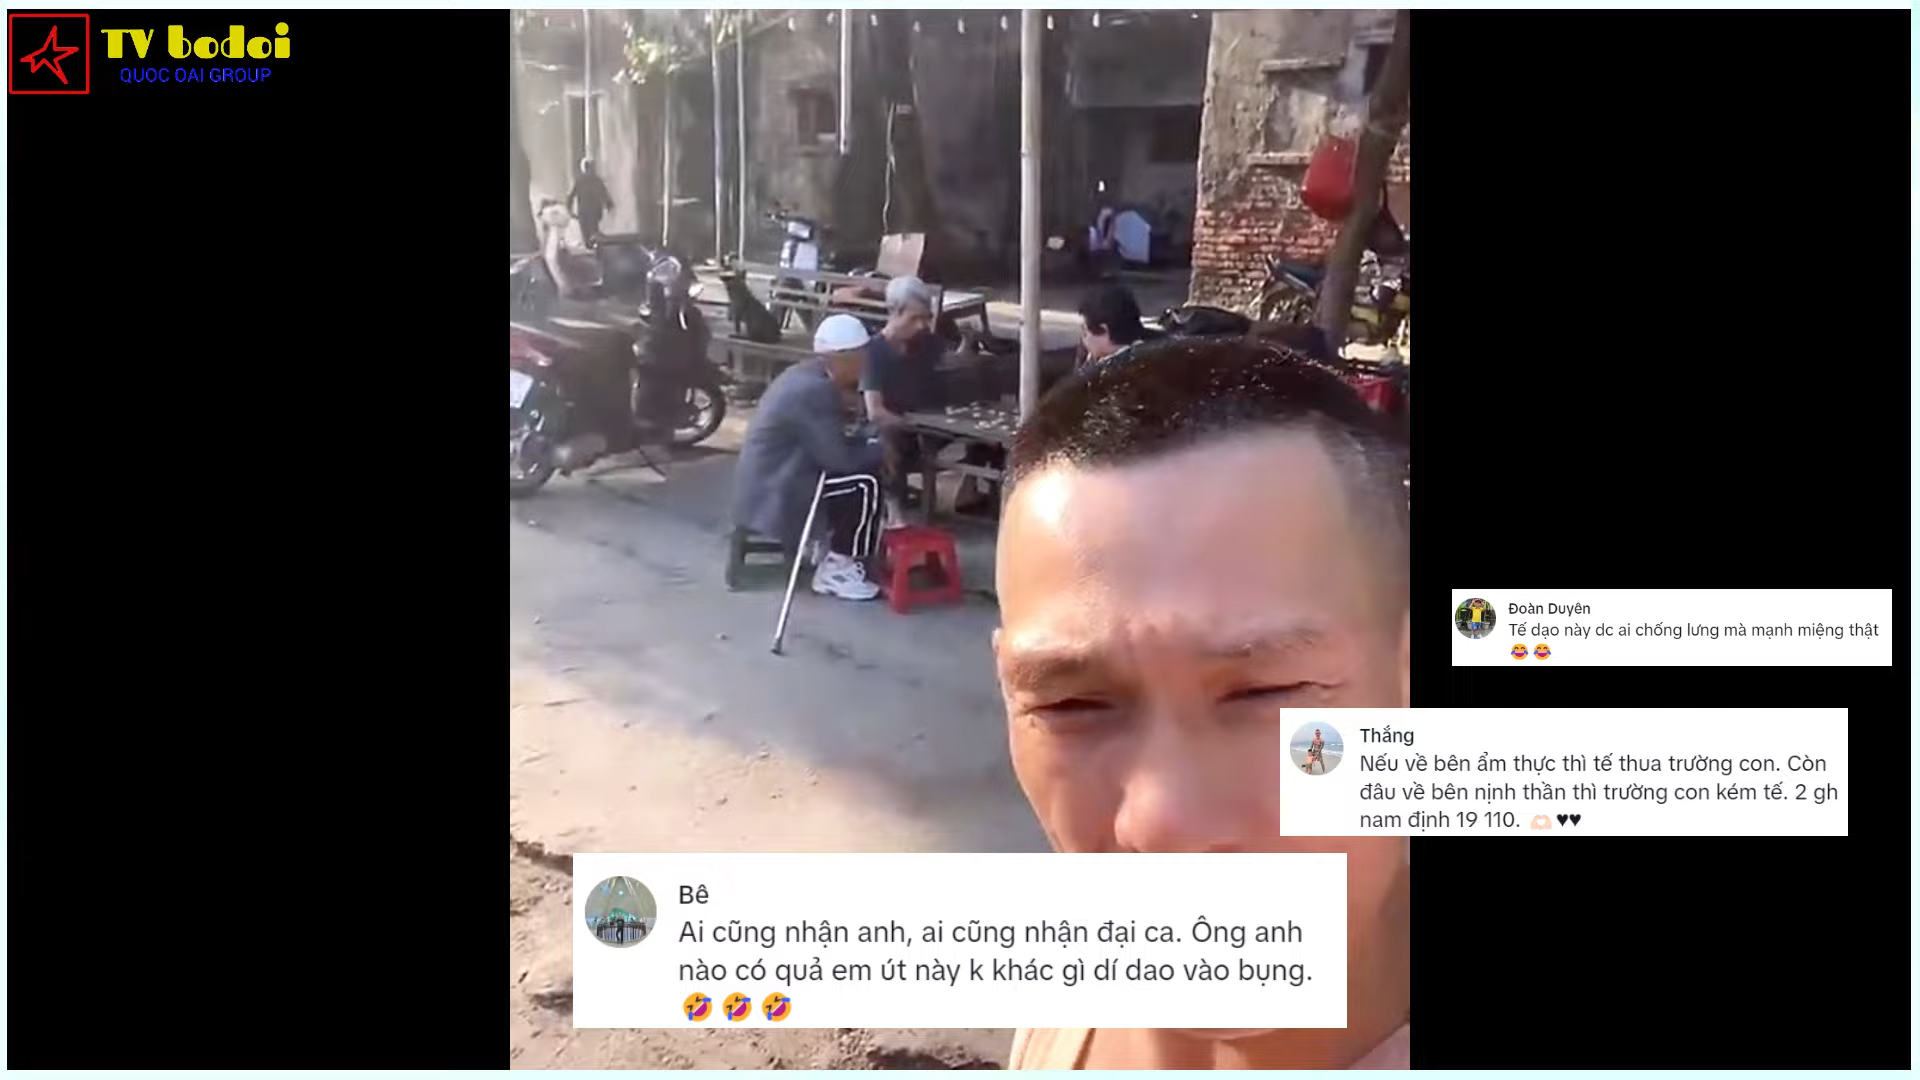 TV bodoi
QUOC OAI GROUP
Đoàn Duyên
Tế dạo này dc ai chống lưng mà mạnh miệng thật
😂😂
Thắng
Nếu về bên ẩm thực thì tế thua trường con. Còn
đâu về bên nịnh thần thì trường con kém tế. 2 gh
nam định 19 110. 🫶🏻♥♥
Bê
Ai cũng nhận anh, ai cũng nhận đại ca. Ông anh
nào có quả em út này k khác gì dí dao vào bụng.
🤣🤣🤣